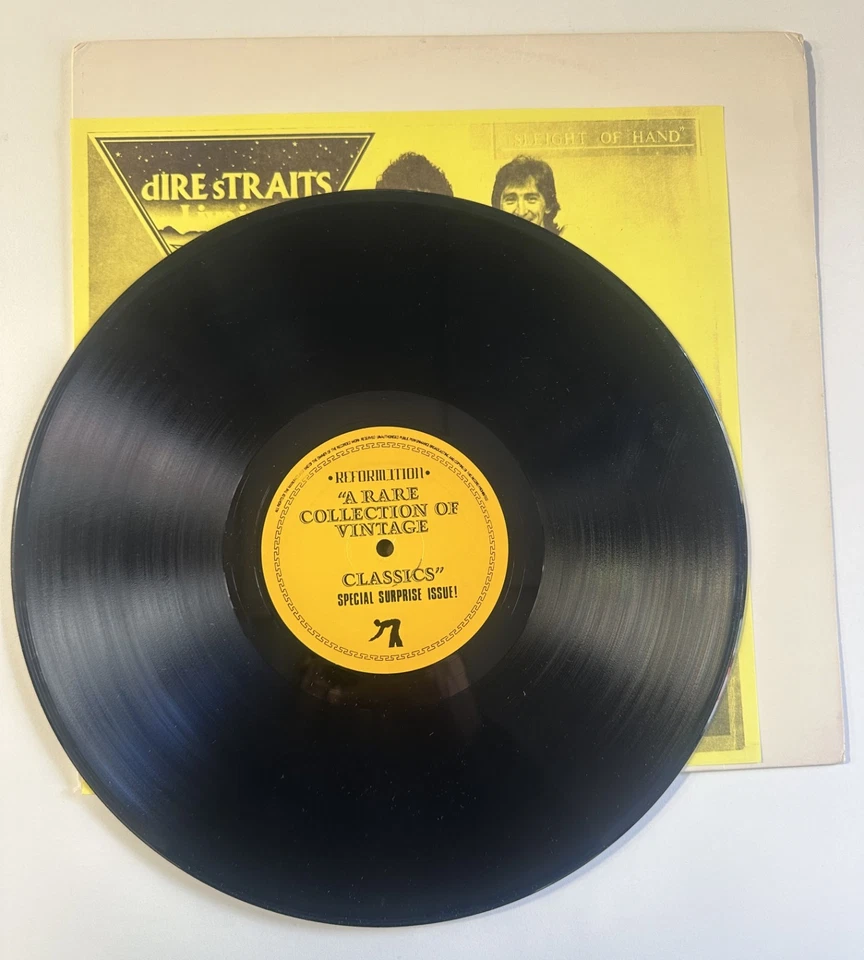 "SLEIGHT OF HAND"
dIRE sTRAITS
•REFORMATION•
"A RARE
COLLECTION OF
VINTAGE
CLASSICS"
SPECIAL SURPRISE ISSUE!